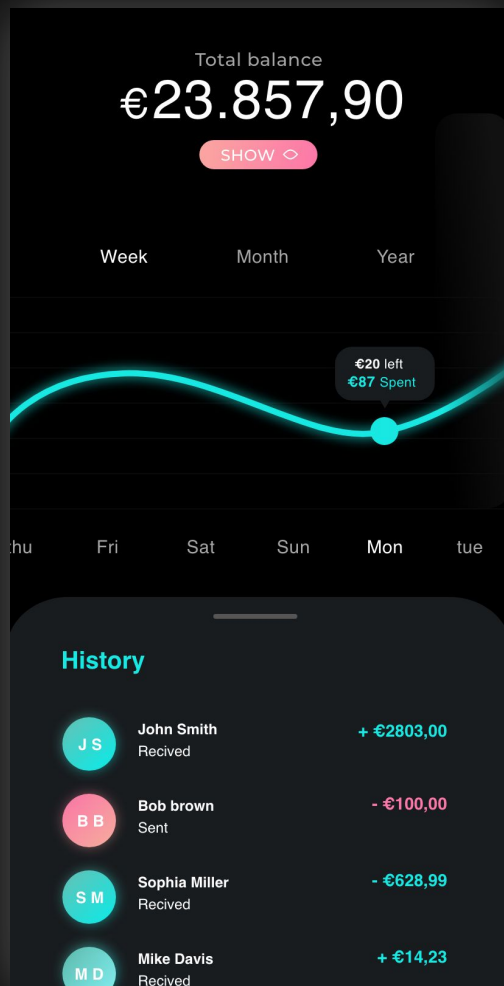 Total balance
€23.857,90
SHOW
Week Month Year
€20 left
€87 Spent
thu Fri Sat Sun Mon tue
History
J S
John Smith
Recived
+ €2803,00
B B
Bob brown
Sent
- €100,00
S M
Sophia Miller
Recived
- €628,99
M D
Mike Davis
Recived
+ €14,23